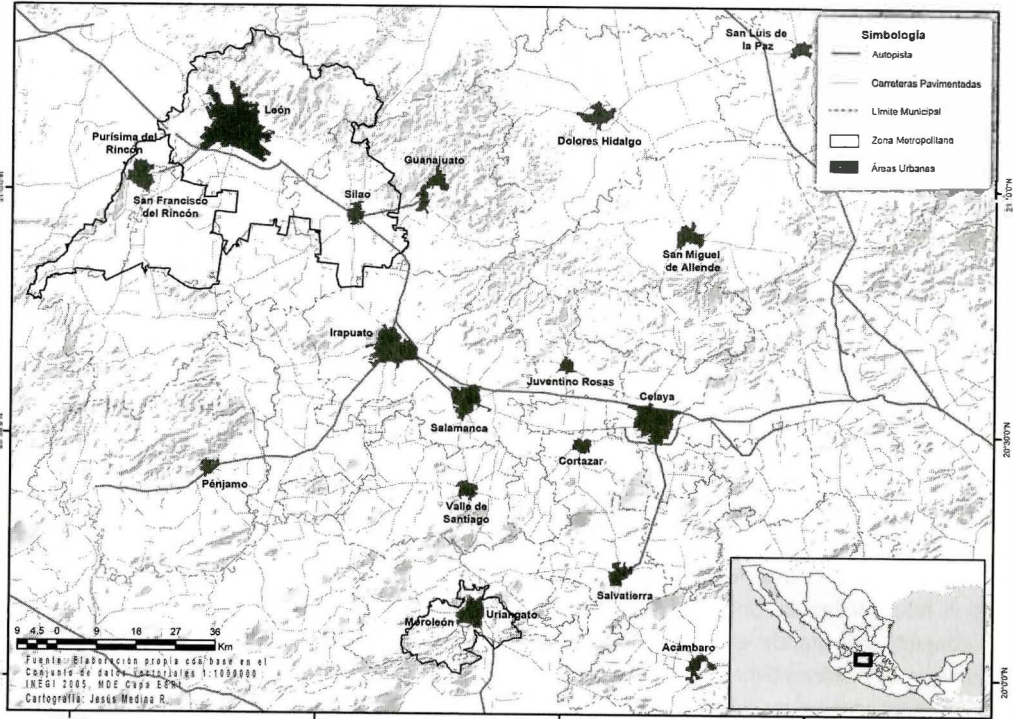 San Luis de
la Paz
Simbología
Autopista
Carreteras Pavimentadas
Límite Municipal
Zona Metropolitana
Áreas Urbanas
León
Dolores Hidalgo
Purísima del
Rincón
Guanajuato
San Francisco
del Rincón
Silao
21°0'0"N
San Miguel
de Allende
Irapuato
Juventino Rosas
Celaya
Salamanca
20°30'0"N
Cortazar
Pénjamo
Valle de
Santiago
Salvatierra
Moroleón
Uriangato
Acámbaro
20°0'0"N
9 4.5 0 9 18 27 36
Km
Fuente: Elaboración propia con base en el
Conjunto de datos vectoriales 1:1000000
INEGI 2005, MDE Capa ESRI
Cartografía: Jesús Medina R.